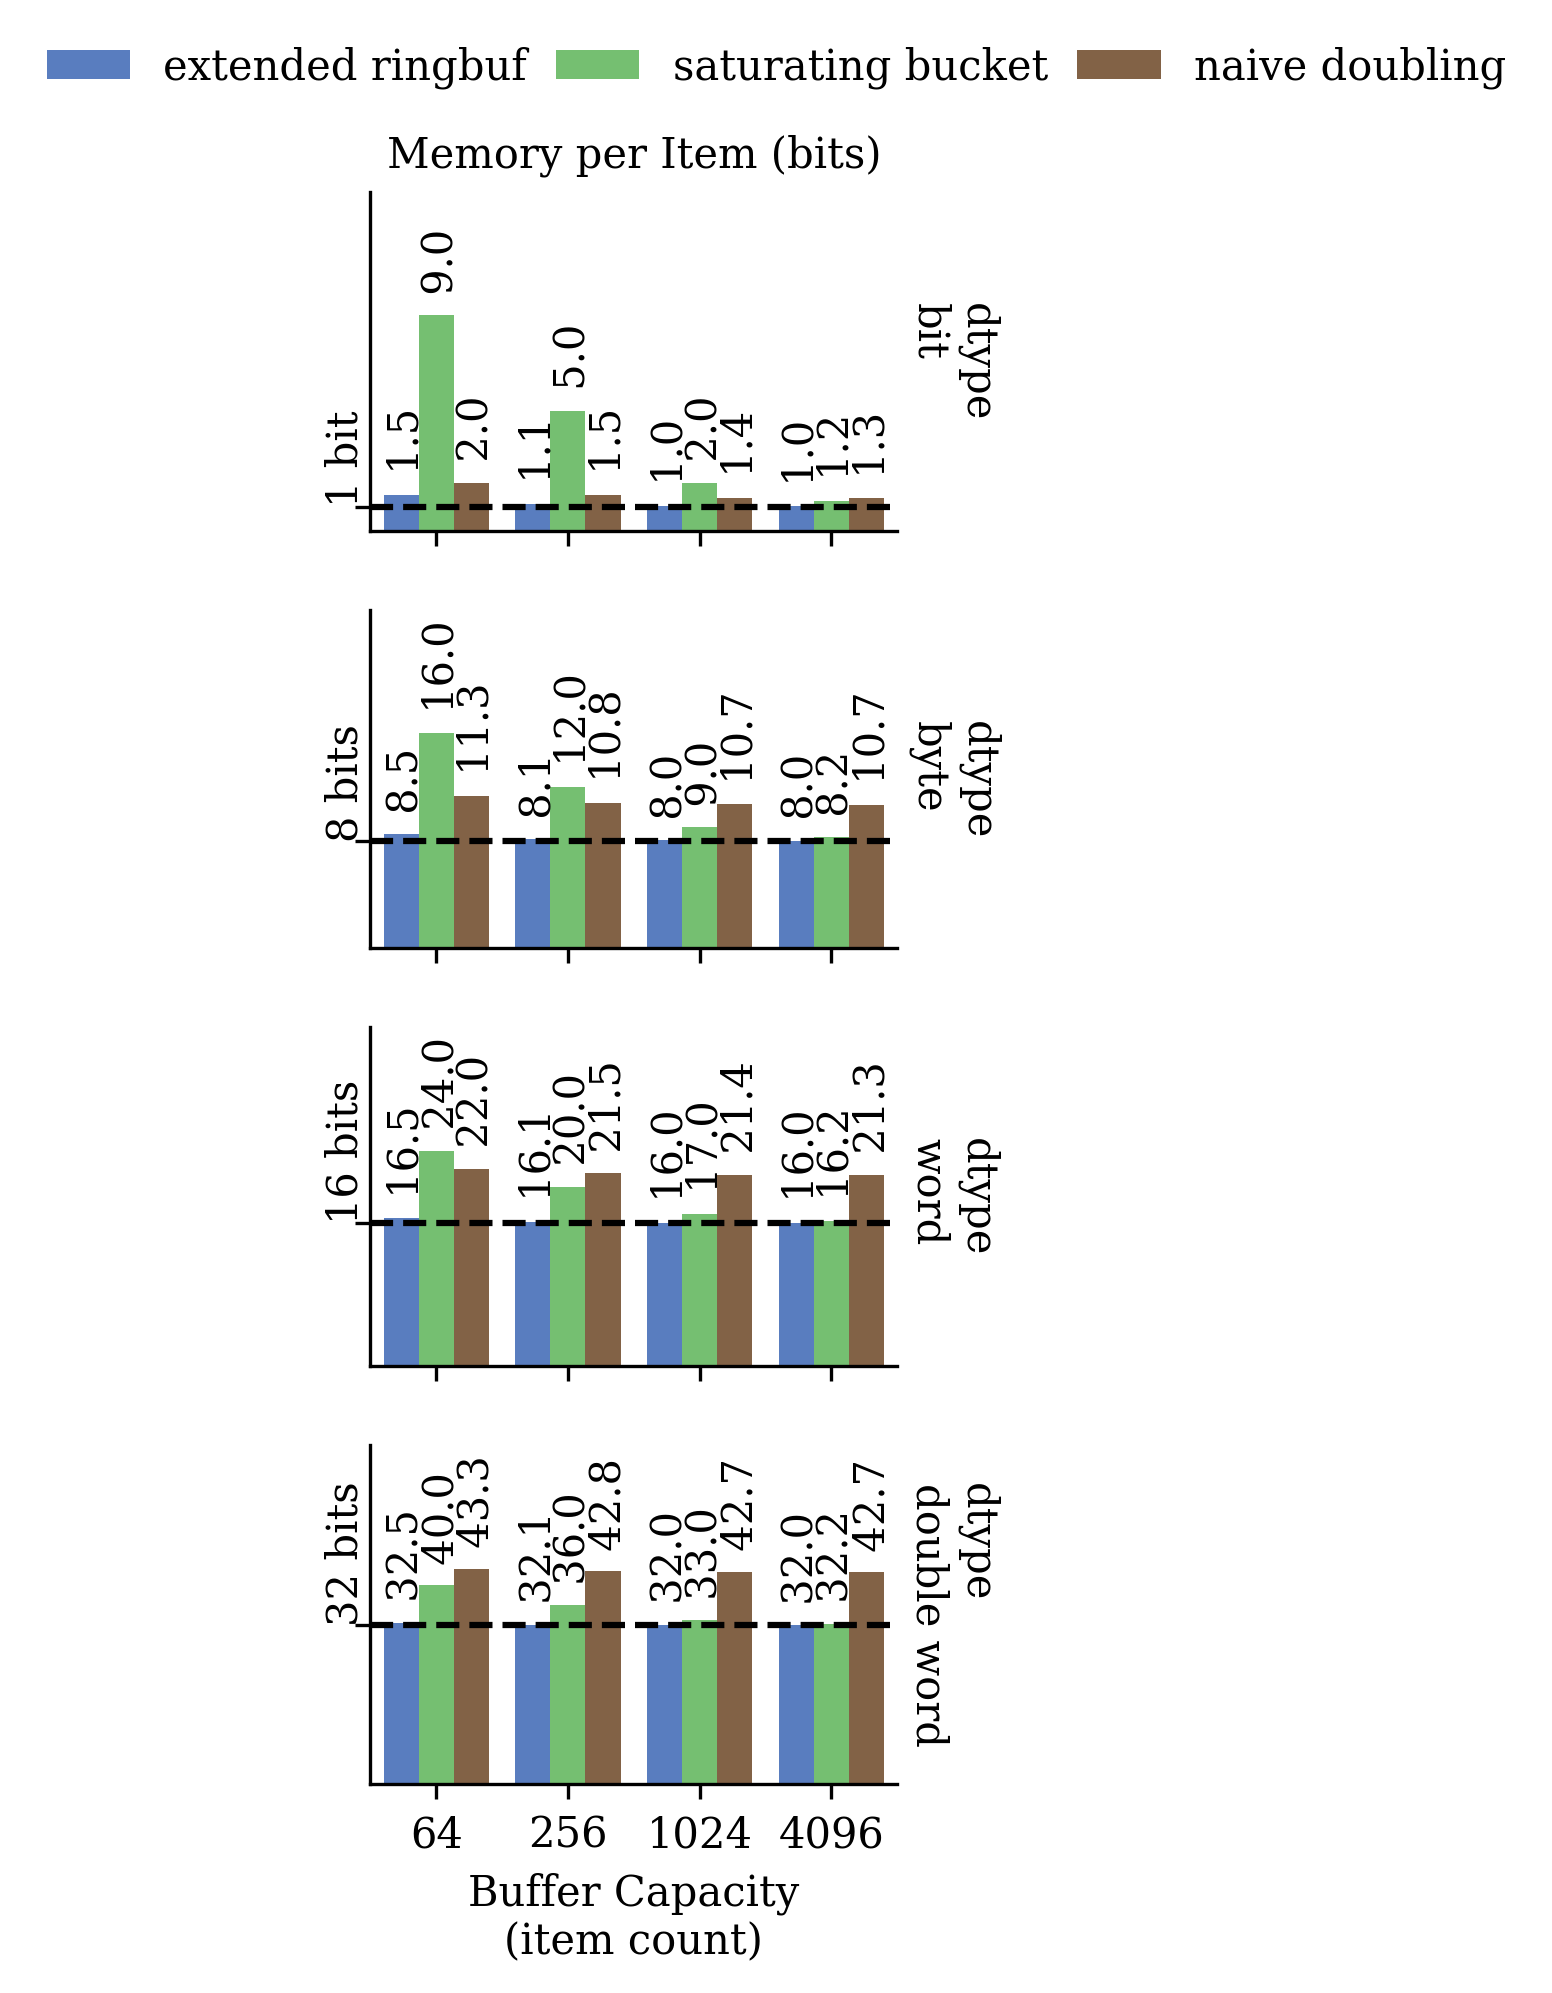 extended ringbuf saturating bucket naive doubling
Memory per Item (bits)
1 bit
1.5 9.0 2.0 1.1 5.0 1.5 1.0 2.0 1.4 1.0 1.2 1.3
dtype
bit
8 bits
8.5 16.0 11.3 8.1 12.0 10.8 8.0 9.0 10.7 8.0 8.2 10.7
dtype
byte
16 bits
16.5 24.0 22.0 16.1 20.0 21.5 16.0 17.0 21.4 16.0 16.2 21.3
dtype
word
32 bits
32.5 40.0 43.3 32.1 36.0 42.8 32.0 33.0 42.7 32.0 32.2 42.7
dtype
double word
64 256 1024 4096
Buffer Capacity
(item count)